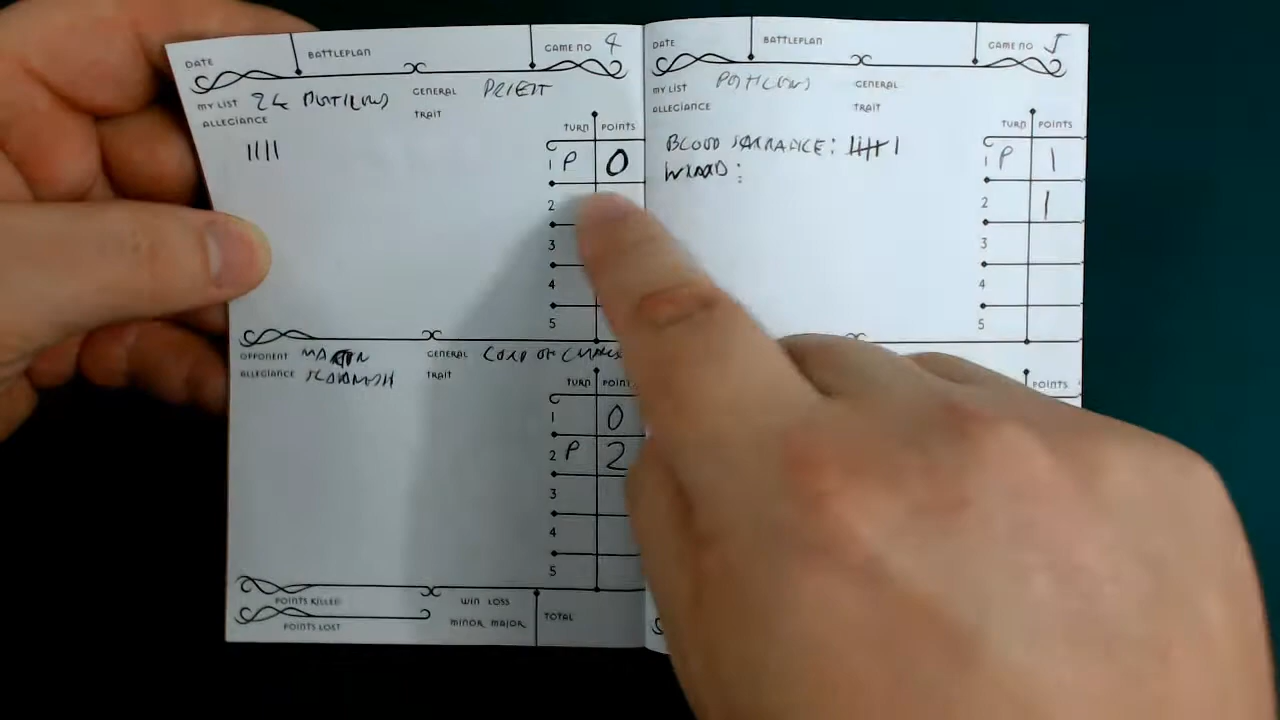 DATE
BATTLEPLAN
GAME NO 4
MY LIST
GENERAL PRIEST
ALLEGIANCE
TRAIT
TURN POINTS
IIII
1 P 0
2
3
4
5
OPPONENT
GENERAL
ALLEGIANCE
TRAIT
TURN POINT
1 0
2 P 2
3
4
5
POINTS KILLED
WIN LOSS
TOTAL
POINTS LOST
MINOR MAJOR
DATE
BATTLEPLAN
GAME NO 5
MY LIST
GENERAL
ALLEGIANCE
TRAIT
TURN POINTS
BLOOD
1 P 1
2 1
3
4
5
POINTS